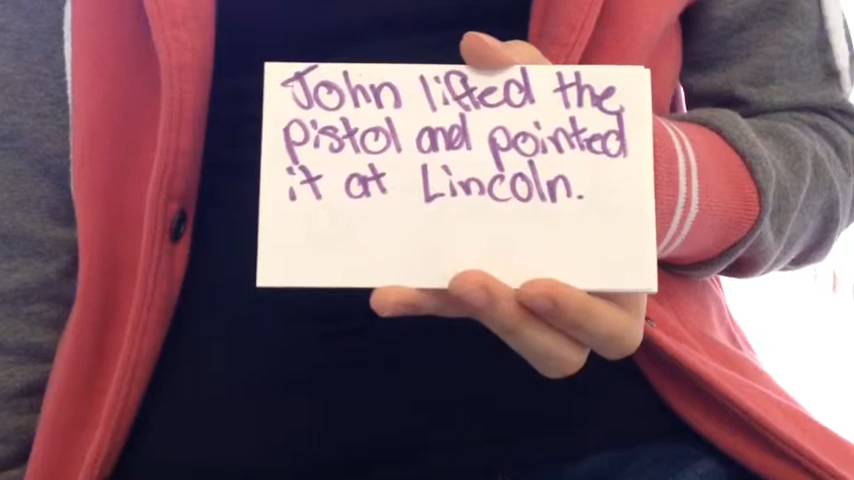 John lifted the
pistol and pointed
it at Lincoln.